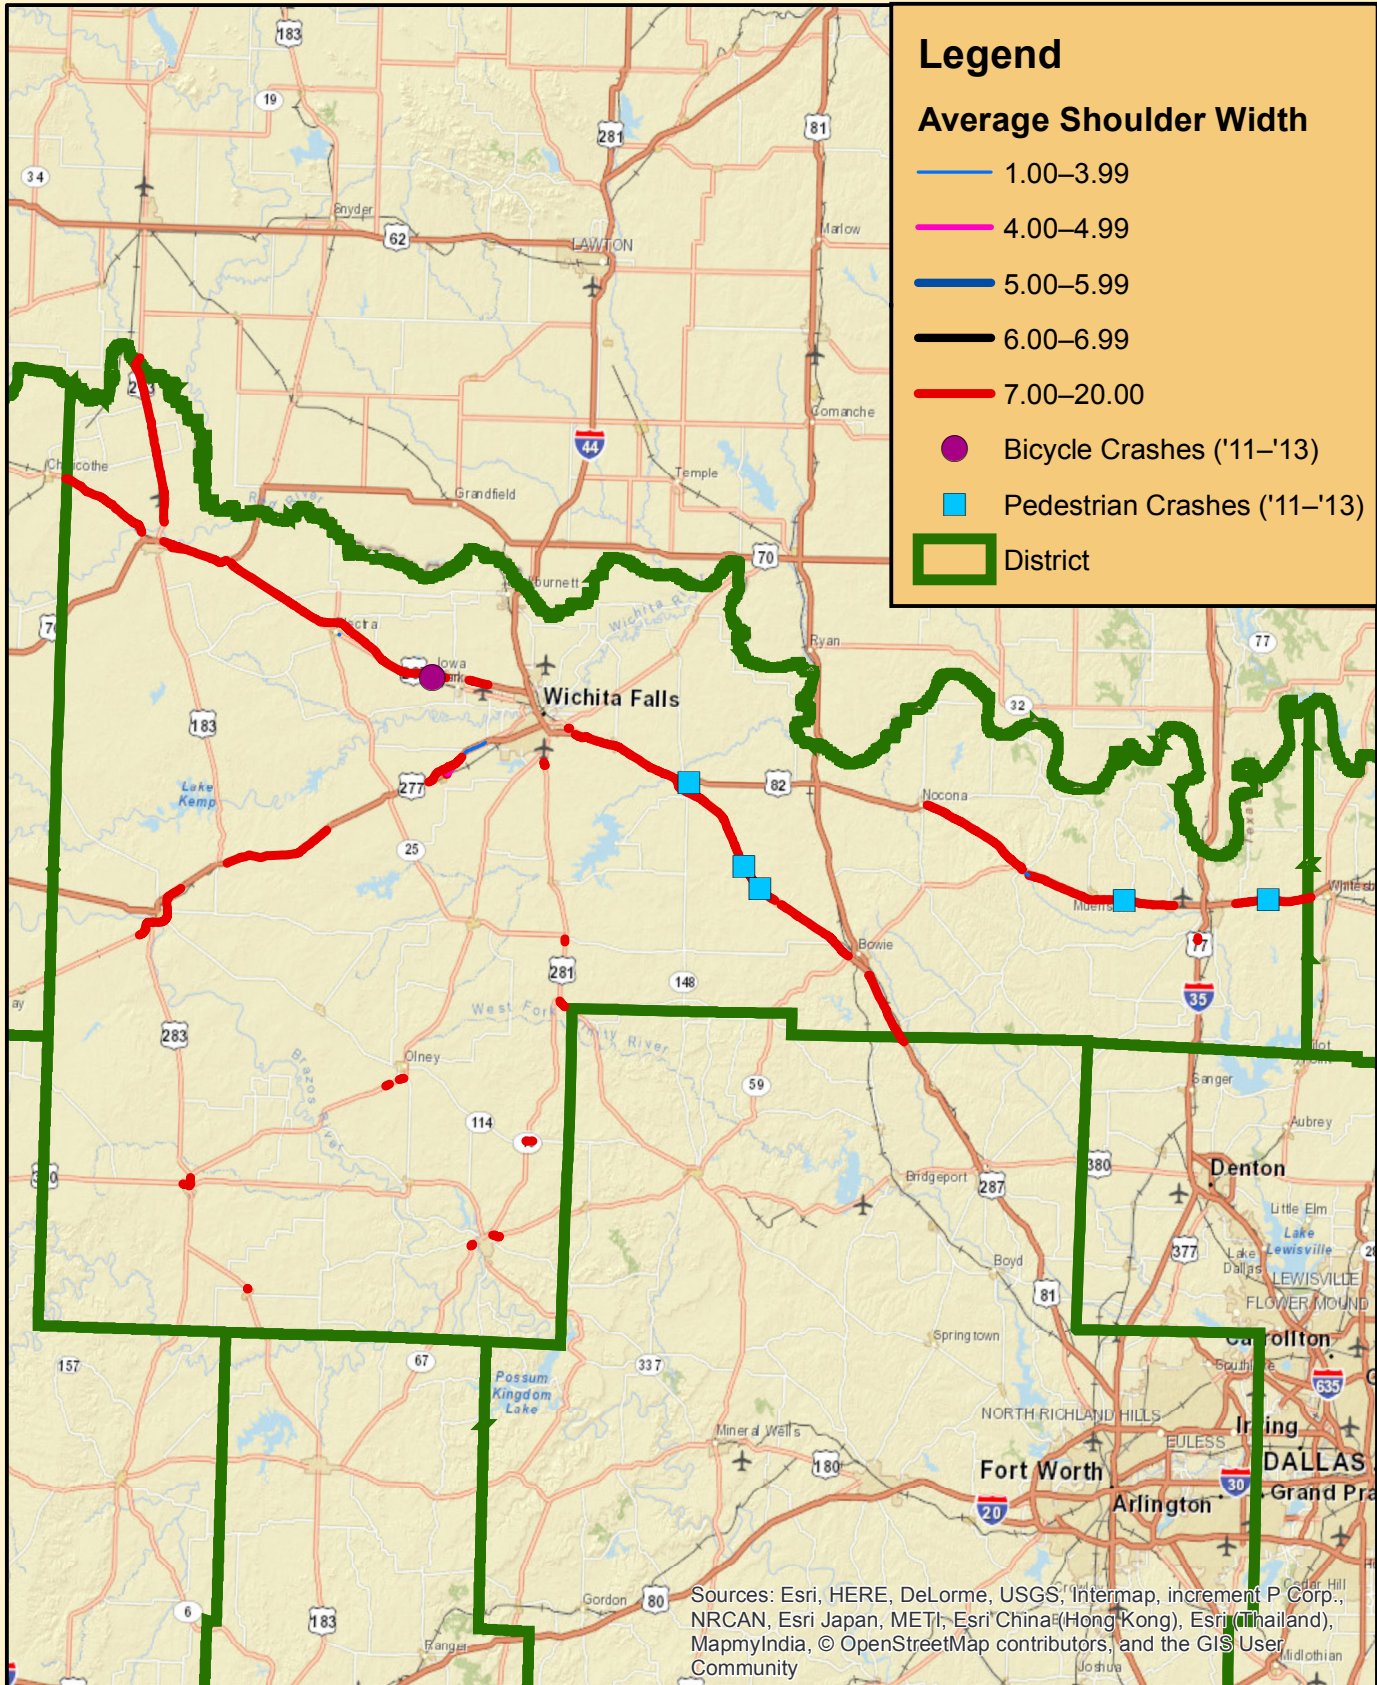 Legend
Average Shoulder Width
1.00–3.99
4.00–4.99
5.00–5.99
6.00–6.99
7.00–20.00
Bicycle Crashes ('11–'13)
Pedestrian Crashes ('11–'13)
District
183
19
281
81
34
Snyder
62
LAWTON
Marlow
44
Comanche
Temple
Grandfield
Red River
70
Ryan
Wichita
77
32
Iowa
Wichita Falls
183
Lake
Kemp
277
82
Nocona
25
Bowie
77
281
148
35
West Fork
River
283
Brazos River
Olney
59
Sanger
114
Aubrey
380
Denton
Bridgeport
287
Little Elm
Lake
Lewisville
377
Lake
Dallas
Boyd
LEWISVILLE
81
FLOWER MOUND
Springtown
157
67
337
Possum
Kingdom
Lake
635
NORTH RICHLAND HILLS
Mineral Wells
EULESS
180
Fort Worth
DALLAS
30
20
Arlington
Gordon
80
6
183
Ranger
Sources: Esri, HERE, DeLorme, USGS, Intermap, increment P Corp.,
NRCAN, Esri Japan, METI, Esri China (Hong Kong), Esri (Thailand),
MapmyIndia, © OpenStreetMap contributors, and the GIS User
Community
Joshua
Midlothian